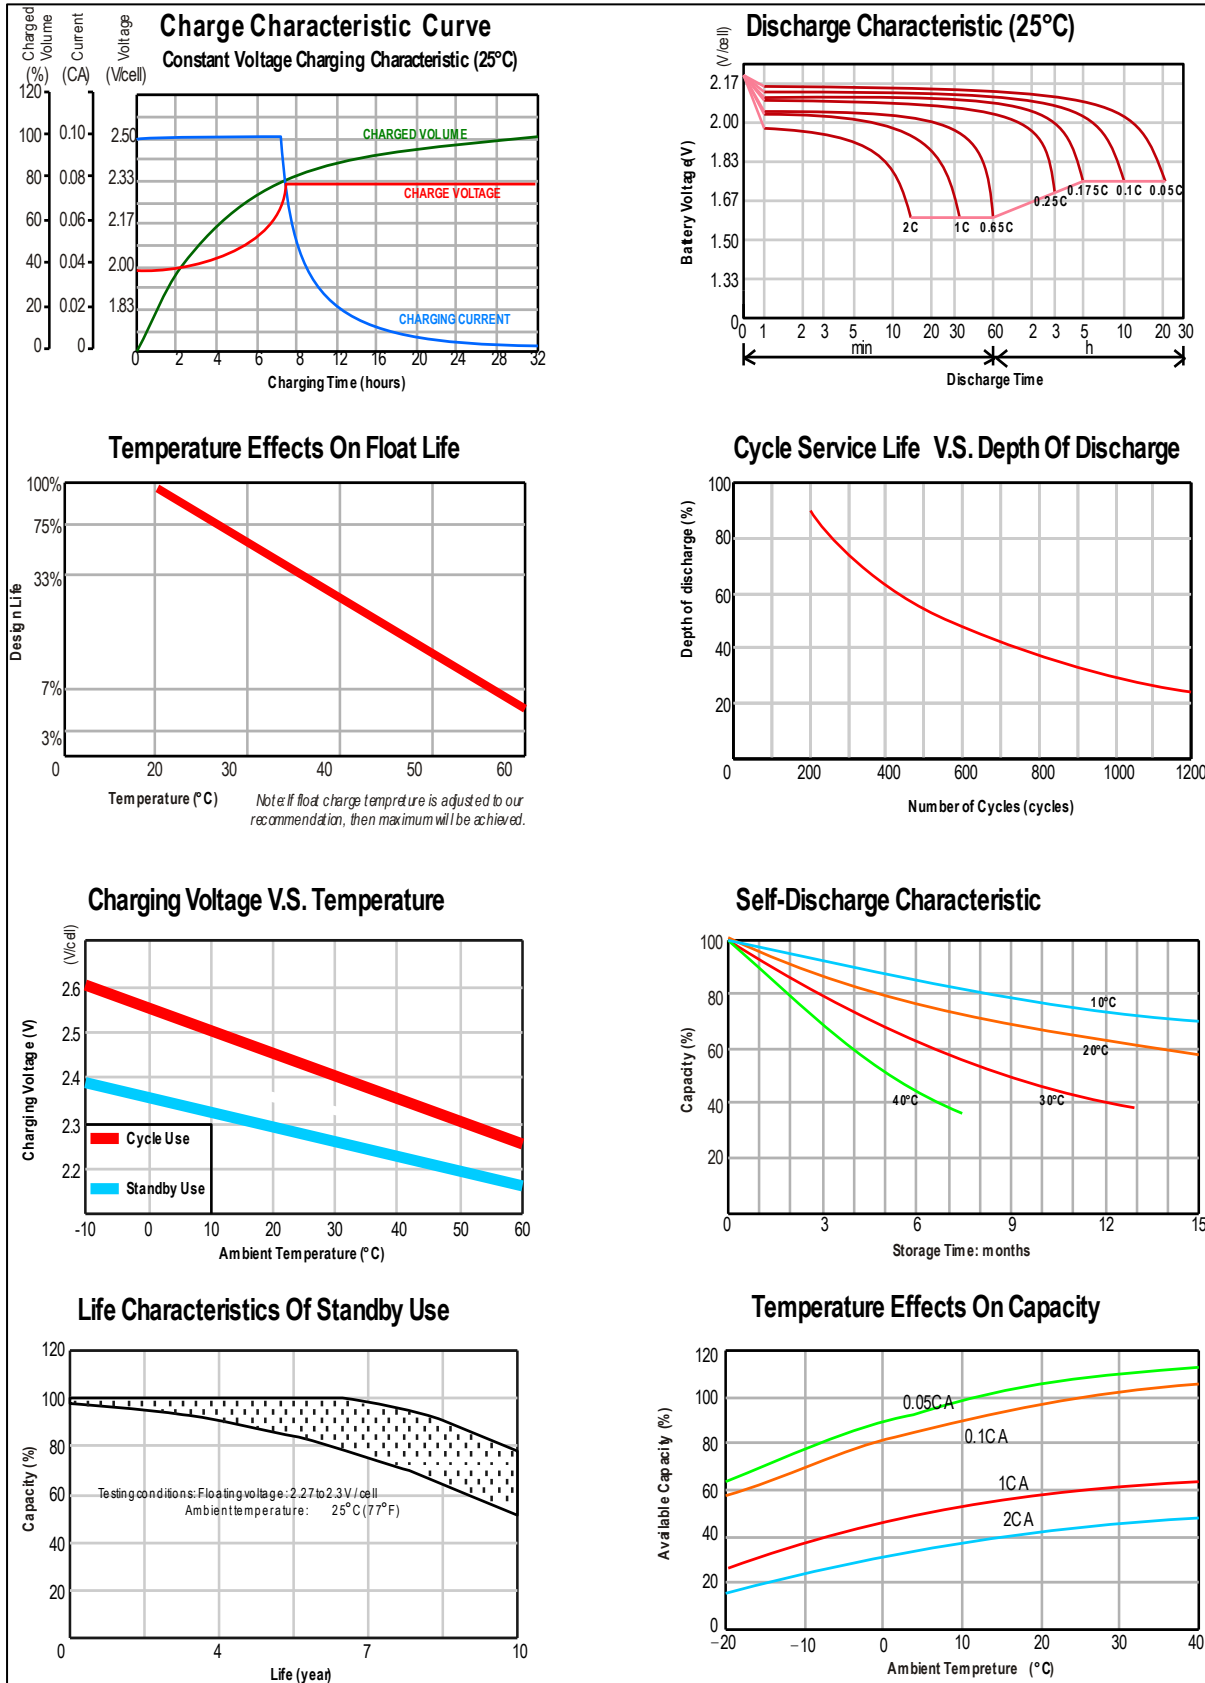 Charge Characteristic Curve
Constant Voltage Charging Characteristic (25°C)
Charged Volume
Current
Voltage
(%) (CA) (V/cell)
120
100 0.10 2.50
80 0.08 2.33
60 0.06 2.17
40 0.04 2.00
20 0.02 1.83
0 0
CHARGED VOLUME
CHARGE VOLTAGE
CHARGING CURRENT
0 2 4 6 8 12 16 20 24 28 32
Charging Time (hours)
Discharge Characteristic (25°C)
(V/cell)
Battery Voltage(V)
2.17
2.00
1.83
1.67
1.50
1.33
0
2C 1C 0.65C 0.25C 0.175C 0.1C 0.05C
1 2 3 5 10 20 30 60 2 3 5 10 20 30
min h
Discharge Time
Temperature Effects On Float Life
Design Life
100%
75%
33%
7%
3%
0 20 30 40 50 60
Temperature (°C)
Note:If float charge tempreture is adjusted to our
recommendation, then maximum will be achieved.
Cycle Service Life V.S. Depth Of Discharge
Depth of discharge (%)
100
80
60
40
20
0 200 400 600 800 1000 1200
Number of Cycles (cycles)
Charging Voltage V.S. Temperature
(V/cell)
Charging Voltage (V)
2.6
2.5
2.4
2.3
2.2
Cycle Use
Standby Use
-10 0 10 20 30 40 50 60
Ambient Temperature (°C)
Self-Discharge Characteristic
Capacity (%)
100
80
60
40
20
10°C
20°C
30°C
40°C
0 3 6 9 12 15
Storage Time: months
Life Characteristics Of Standby Use
Capacity (%)
120
100
80
60
40
20
Testing conditions: Floating voltage: 2.27 to 2.3V/cell
Ambient temperature: 25°C (77°F)
0 4 7 10
Life (year)
Temperature Effects On Capacity
Available Capacity (%)
120
100
80
60
40
20
0
0.05CA
0.1CA
1CA
2CA
-20 -10 0 10 20 30 40
Ambient Tempreture (°C)